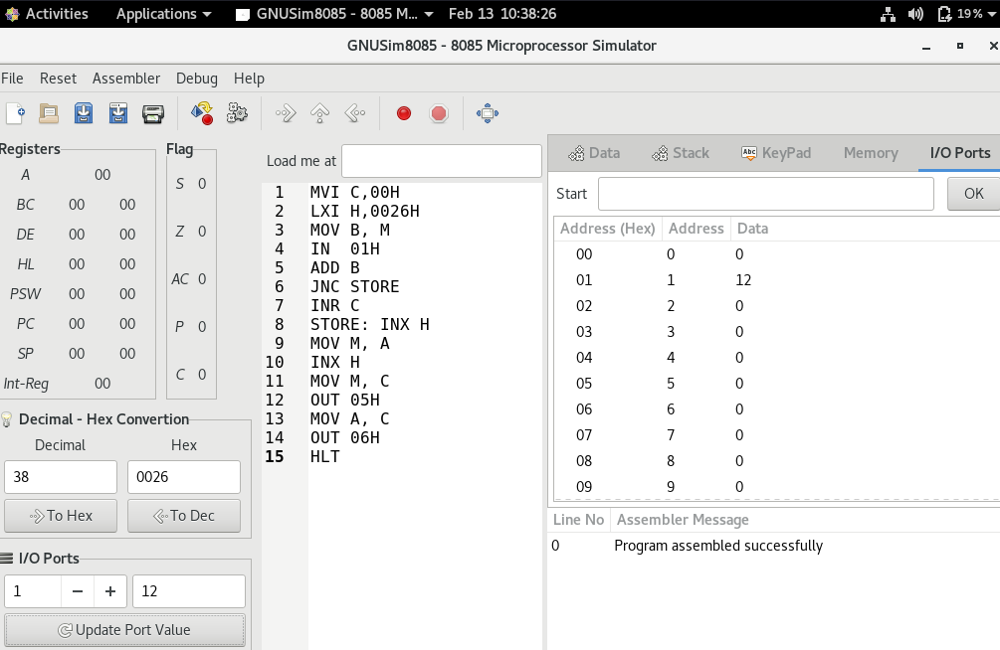 Activities Applications GNUSim8085 - 8085 M... Feb 13 10:38:26 19%
GNUSim8085 - 8085 Microprocessor Simulator
File Reset Assembler Debug Help
Registers
A 00
BC 00 00
DE 00 00
HL 00 00
PSW 00 00
PC 00 00
SP 00 00
Int-Reg 00
Flag
S 0
Z 0
AC 0
P 0
C 0
Decimal - Hex Convertion
Decimal Hex
38 0026
To Hex To Dec
I/O Ports
1 − + 12
Update Port Value
Load me at
1 MVI C,00H
2 LXI H,0026H
3 MOV B, M
4 IN  01H
5 ADD B
6 JNC STORE
7 INR C
8 STORE: INX H
9 MOV M, A
10 INX H
11 MOV M, C
12 OUT 05H
13 MOV A, C
14 OUT 06H
15 HLT
Data Stack Abc KeyPad Memory I/O Ports
Start OK
Address (Hex) Address Data
00 0 0
01 1 12
02 2 0
03 3 0
04 4 0
05 5 0
06 6 0
07 7 0
08 8 0
09 9 0
Line No Assembler Message
0 Program assembled successfully